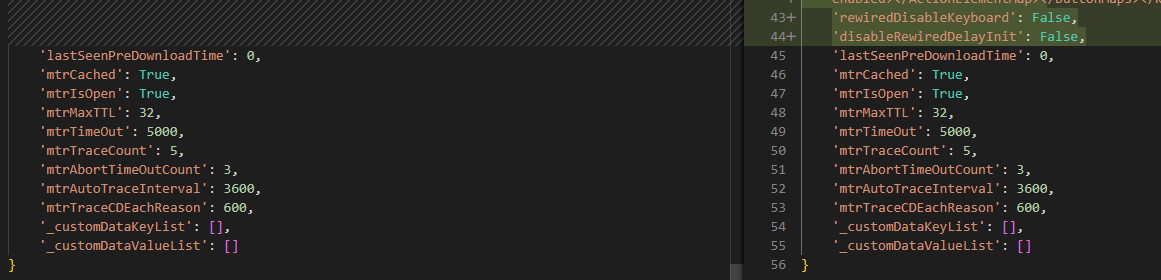 'lastSeenPreDownloadTime': 0,
'mtrCached': True,
'mtrIsOpen': True,
'mtrMaxTTL': 32,
'mtrTimeOut': 5000,
'mtrTraceCount': 5,
'mtrAbortTimeOutCount': 3,
'mtrAutoTraceInterval': 3600,
'mtrTraceCDEachReason': 600,
'_customDataKeyList': [],
'_customDataValueList': []
}
43+ 'rewiredDisableKeyboard': False,
44+ 'disableRewiredDelayInit': False,
45 'lastSeenPreDownloadTime': 0,
46 'mtrCached': True,
47 'mtrIsOpen': True,
48 'mtrMaxTTL': 32,
49 'mtrTimeOut': 5000,
50 'mtrTraceCount': 5,
51 'mtrAbortTimeOutCount': 3,
52 'mtrAutoTraceInterval': 3600,
53 'mtrTraceCDEachReason': 600,
54 '_customDataKeyList': [],
55 '_customDataValueList': []
56 }